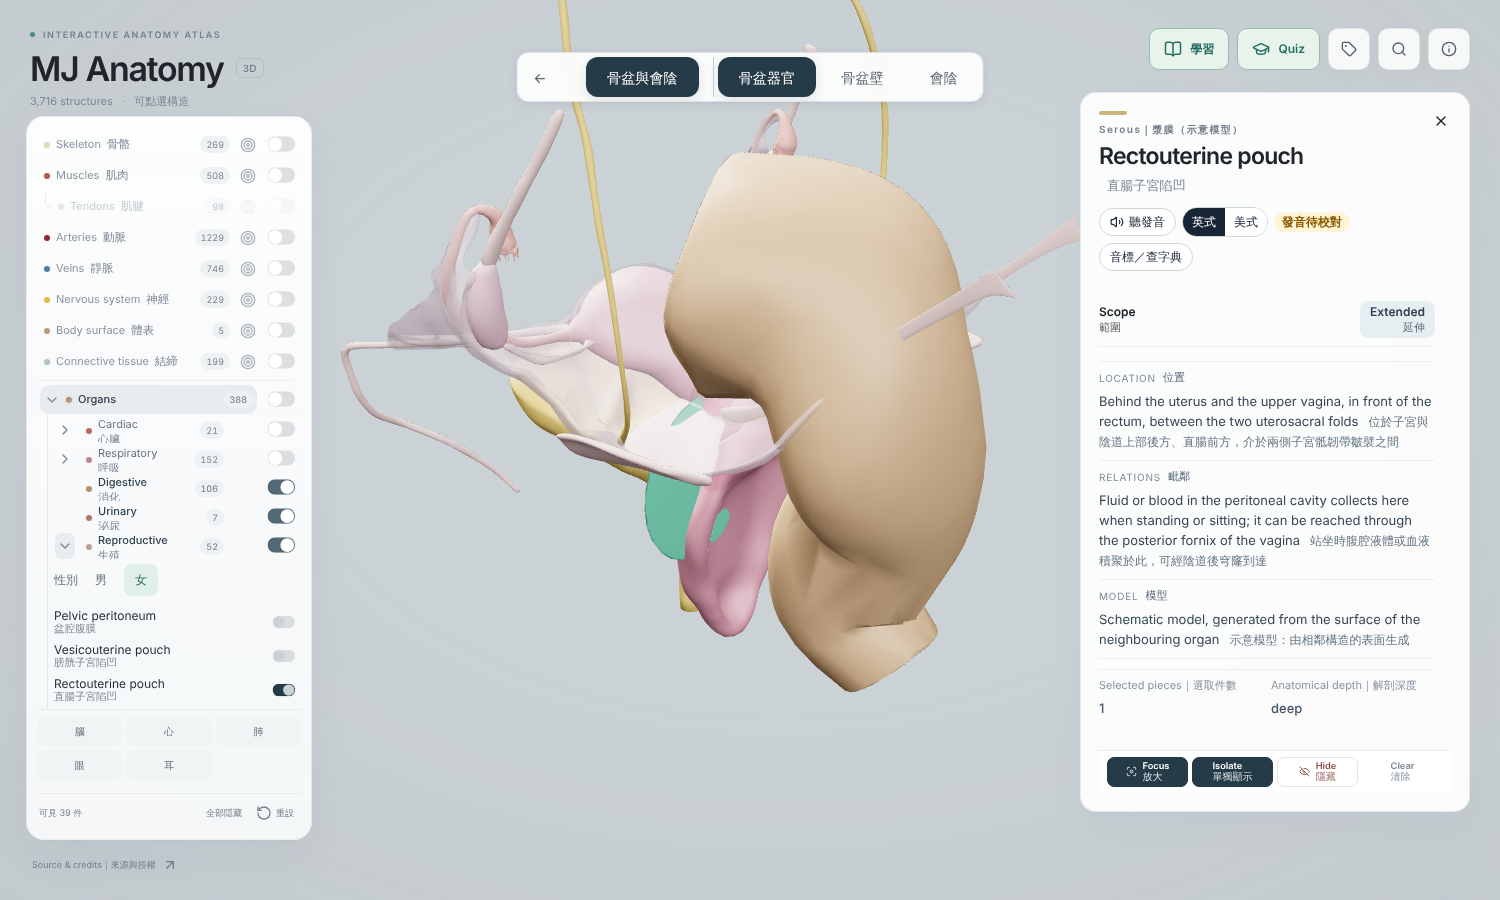 INTERACTIVE ANATOMY ATLAS
MJ Anatomy 3D
3,716 structures · 可點選構造
Skeleton 骨骼 269
Muscles 肌肉 508
Tendons 肌腱 98
Arteries 動脈 1229
Veins 靜脈 746
Nervous system 神經 229
Body surface 體表 5
Connective tissue 結締 199
Organs 388
Cardiac 21
心臟
Respiratory 152
呼吸
Digestive 106
消化
Urinary 7
泌尿
Reproductive 52
生殖
性別 男 女
Pelvic peritoneum
盆腔腹膜
Vesicouterine pouch
膀胱子宮陷凹
Rectouterine pouch
直腸子宮陷凹
腦 心 肺
眼 耳
可見 39 件 全部隱藏 重設
Source & credits | 來源與授權
← 骨盆與會陰 骨盆器官 骨盆壁 會陰
學習 Quiz
Serous | 漿膜（示意模型）
Rectouterine pouch
直腸子宮陷凹
聽發音 英式 美式 發音待校對
音標／查字典
Scope Extended
範圍 延伸
LOCATION 位置
Behind the uterus and the upper vagina, in front of the
rectum, between the two uterosacral folds 位於子宮與
陰道上部後方、直腸前方，介於兩側子宮骶韌帶皺襞之間
RELATIONS 毗鄰
Fluid or blood in the peritoneal cavity collects here
when standing or sitting; it can be reached through
the posterior fornix of the vagina 站坐時腹腔液體或血液
積聚於此，可經陰道後穹窿到達
MODEL 模型
Schematic model, generated from the surface of the
neighbouring organ 示意模型：由相鄰構造的表面生成
Selected pieces | 選取件數 Anatomical depth | 解剖深度
1 deep
Focus Isolate Hide Clear
放大 單獨顯示 隱藏 清除